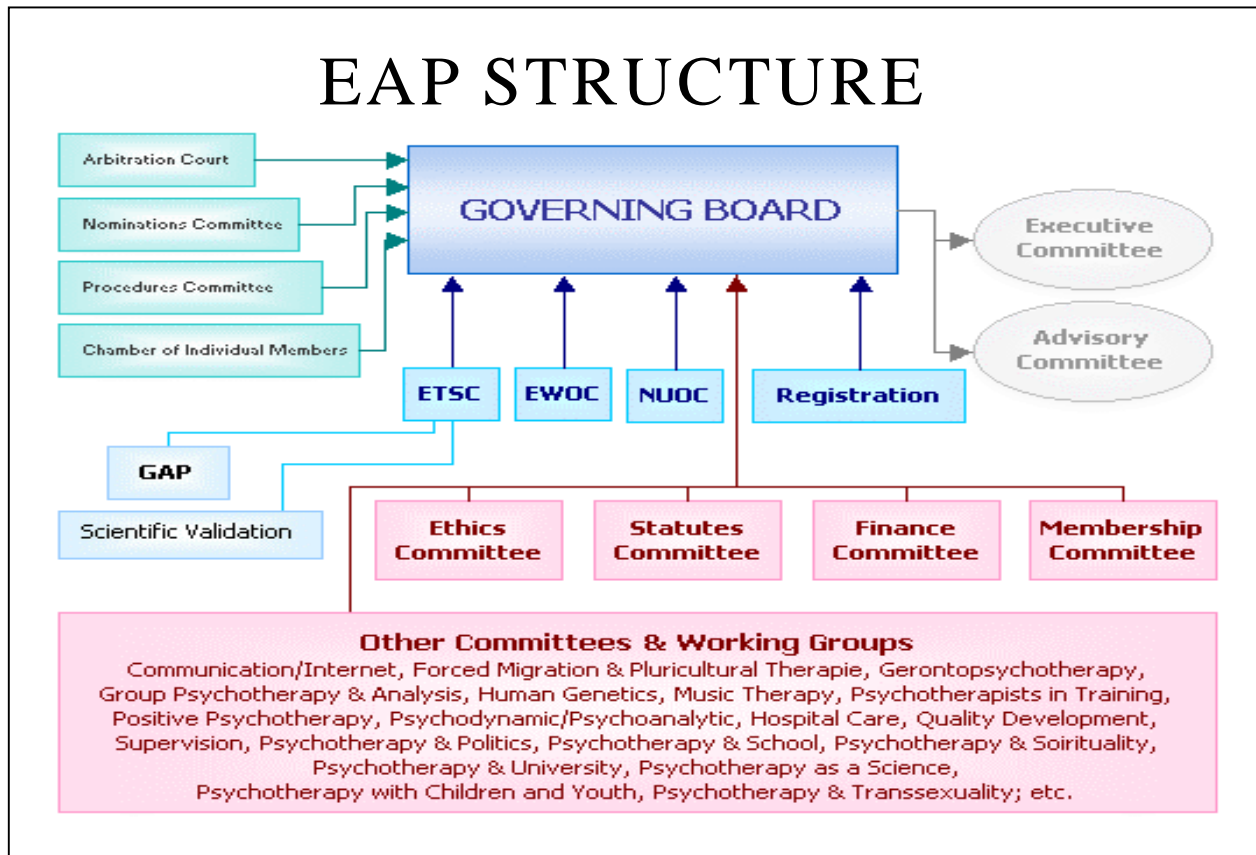 EAP STRUCTURE
Arbitration Court
Nominations Committee
Procedures Committee
Chamber of Individual Members
GOVERNING BOARD
Executive
Committee
Advisory
Committee
ETSC
EWOC
NUOC
Registration
GAP
Scientific Validation
Ethics
Committee
Statutes
Committee
Finance
Committee
Membership
Committee
Other Committees & Working Groups
Communication/Internet, Forced Migration & Pluricultural Therapie, Gerontopsychotherapy,
Group Psychotherapy & Analysis, Human Genetics, Music Therapy, Psychotherapists in Training,
Positive Psychotherapy, Psychodynamic/Psychoanalytic, Hospital Care, Quality Development,
Supervision, Psychotherapy & Politics, Psychotherapy & School, Psychotherapy & Soirituality,
Psychotherapy & University, Psychotherapy as a Science,
Psychotherapy with Children and Youth, Psychotherapy & Transsexuality; etc.